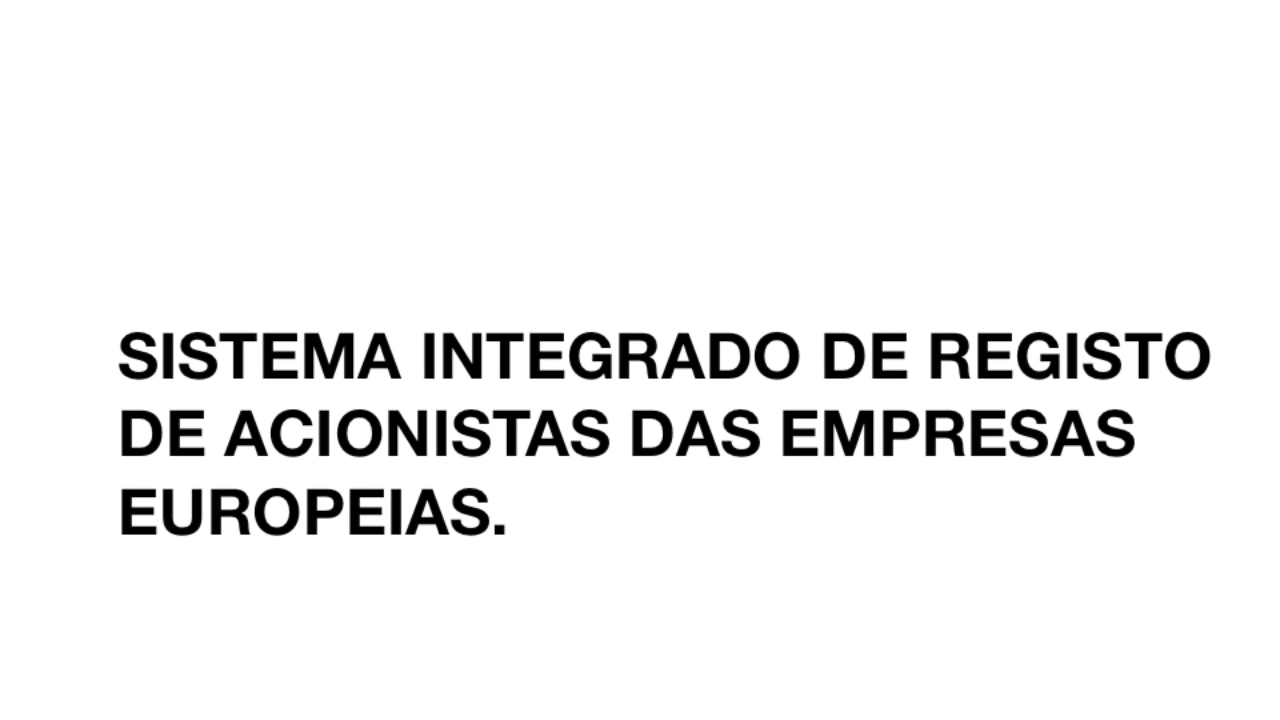 SISTEMA INTEGRADO DE REGISTO
DE ACIONISTAS DAS EMPRESAS
EUROPEIAS.